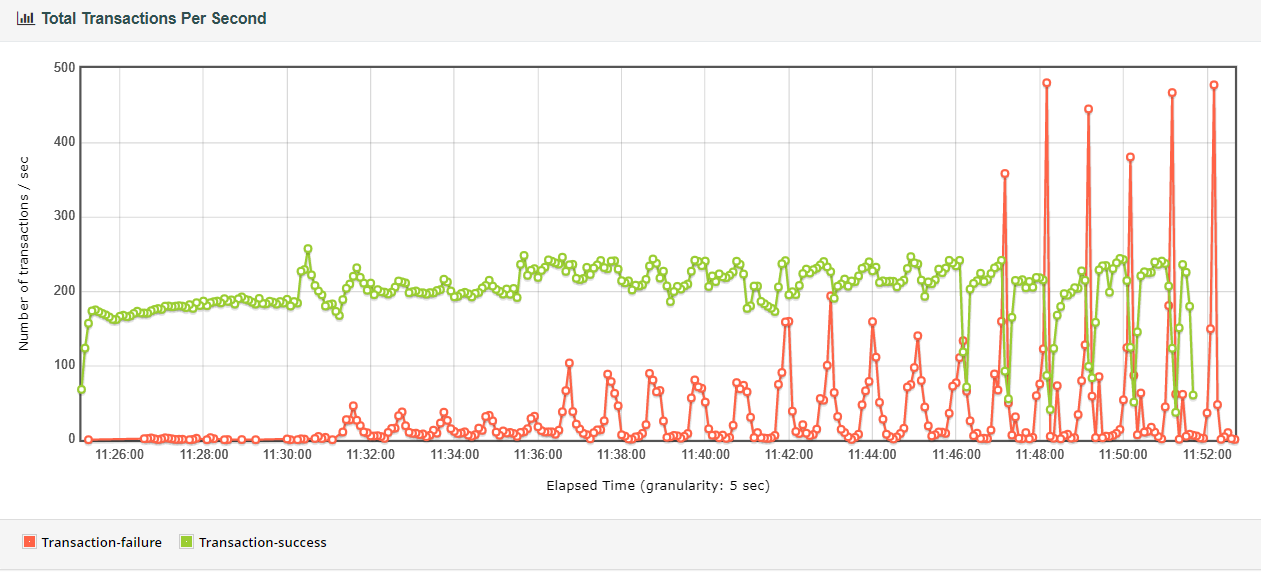 Total Transactions Per Second
500
400
300
200
100
0
Number of transactions / sec
11:26:00 11:28:00 11:30:00 11:32:00 11:34:00 11:36:00 11:38:00 11:40:00 11:42:00 11:44:00 11:46:00 11:48:00 11:50:00 11:52:00
Elapsed Time (granularity: 5 sec)
Transaction-failure Transaction-success